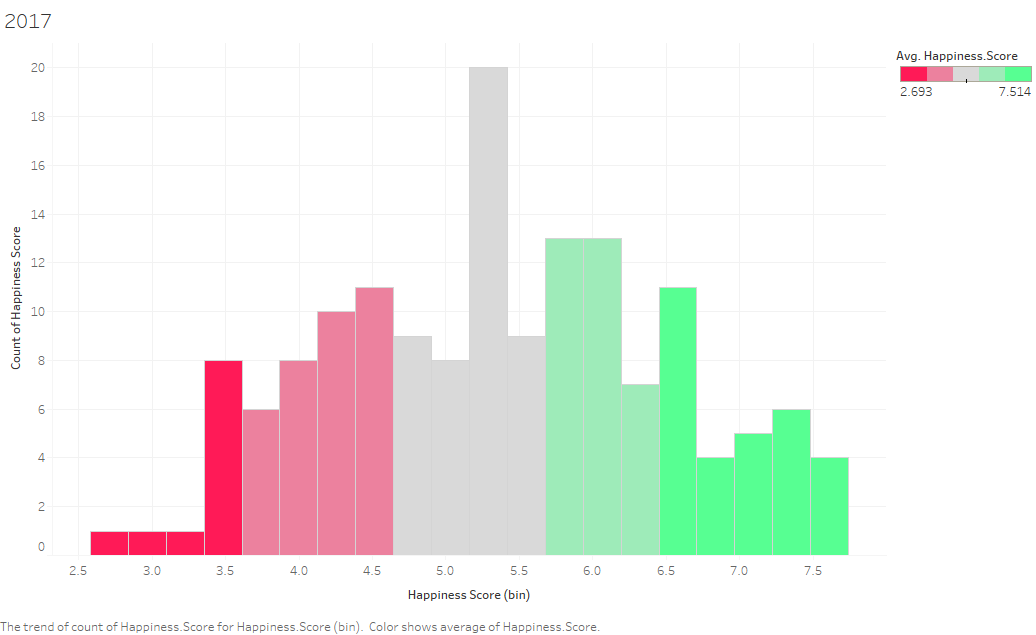 2017
Avg. Happiness.Score
2.693 7.514
Count of Happiness Score
20
18
16
14
12
10
8
6
4
2
0
2.5 3.0 3.5 4.0 4.5 5.0 5.5 6.0 6.5 7.0 7.5
Happiness Score (bin)
The trend of count of Happiness.Score for Happiness.Score (bin). Color shows average of Happiness.Score.